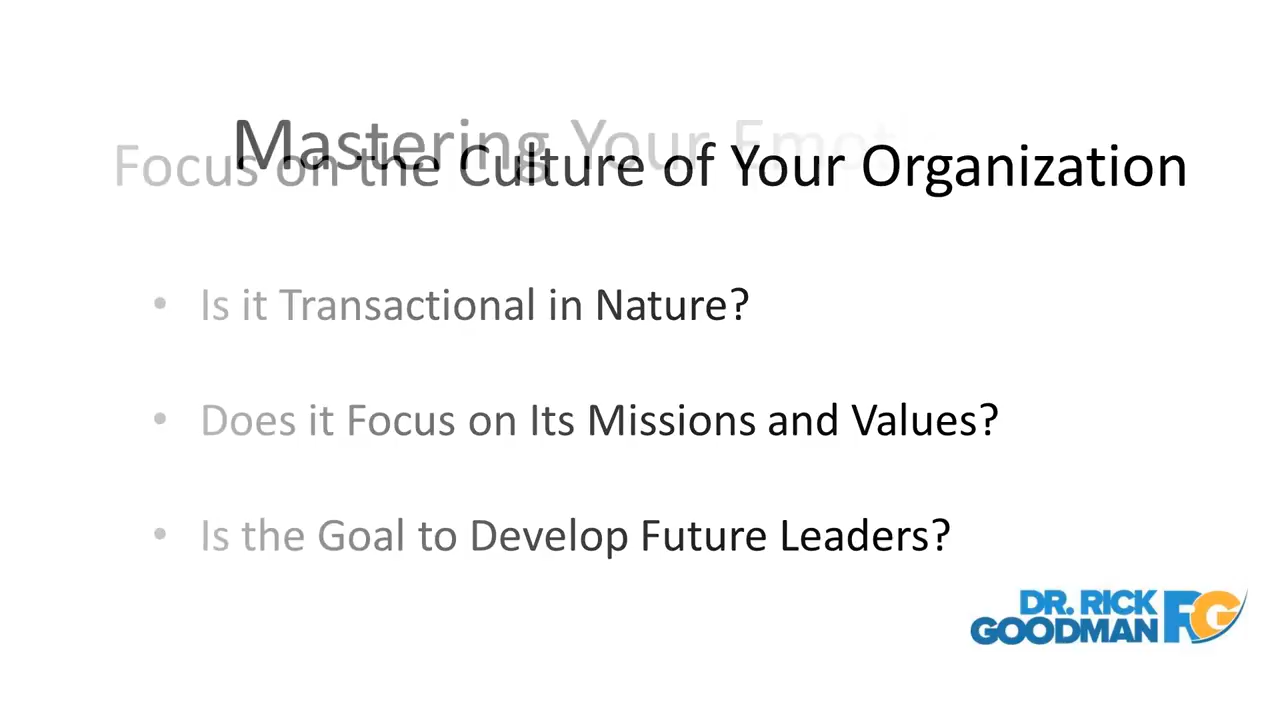 Mastering Your
Focus on the Culture of Your Organization
• Is it Transactional in Nature?
• Does it Focus on Its Missions and Values?
• Is the Goal to Develop Future Leaders?
DR. RICK
GOODMAN RG